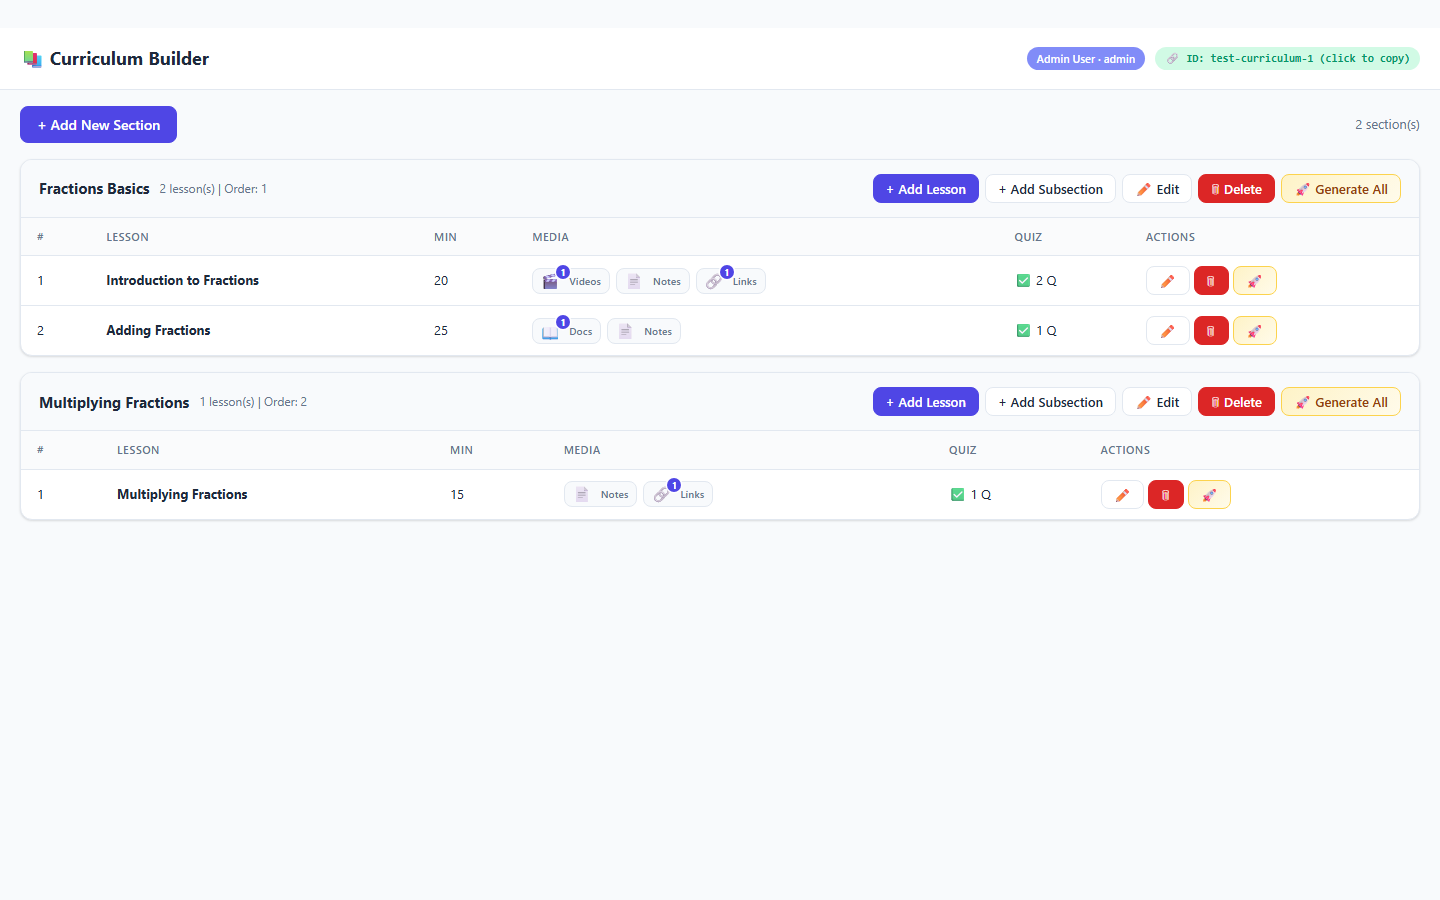 Curriculum Builder
Admin User · admin
ID: test-curriculum-1 (click to copy)
+ Add New Section
2 section(s)
Fractions Basics 2 lesson(s) | Order: 1
+ Add Lesson
+ Add Subsection
Edit
Delete
Generate All
# LESSON MIN MEDIA QUIZ ACTIONS
1 Introduction to Fractions 20 1 Videos Notes 1 Links 2 Q
2 Adding Fractions 25 1 Docs Notes 1 Q
Multiplying Fractions 1 lesson(s) | Order: 2
+ Add Lesson
+ Add Subsection
Edit
Delete
Generate All
# LESSON MIN MEDIA QUIZ ACTIONS
1 Multiplying Fractions 15 Notes 1 Links 1 Q